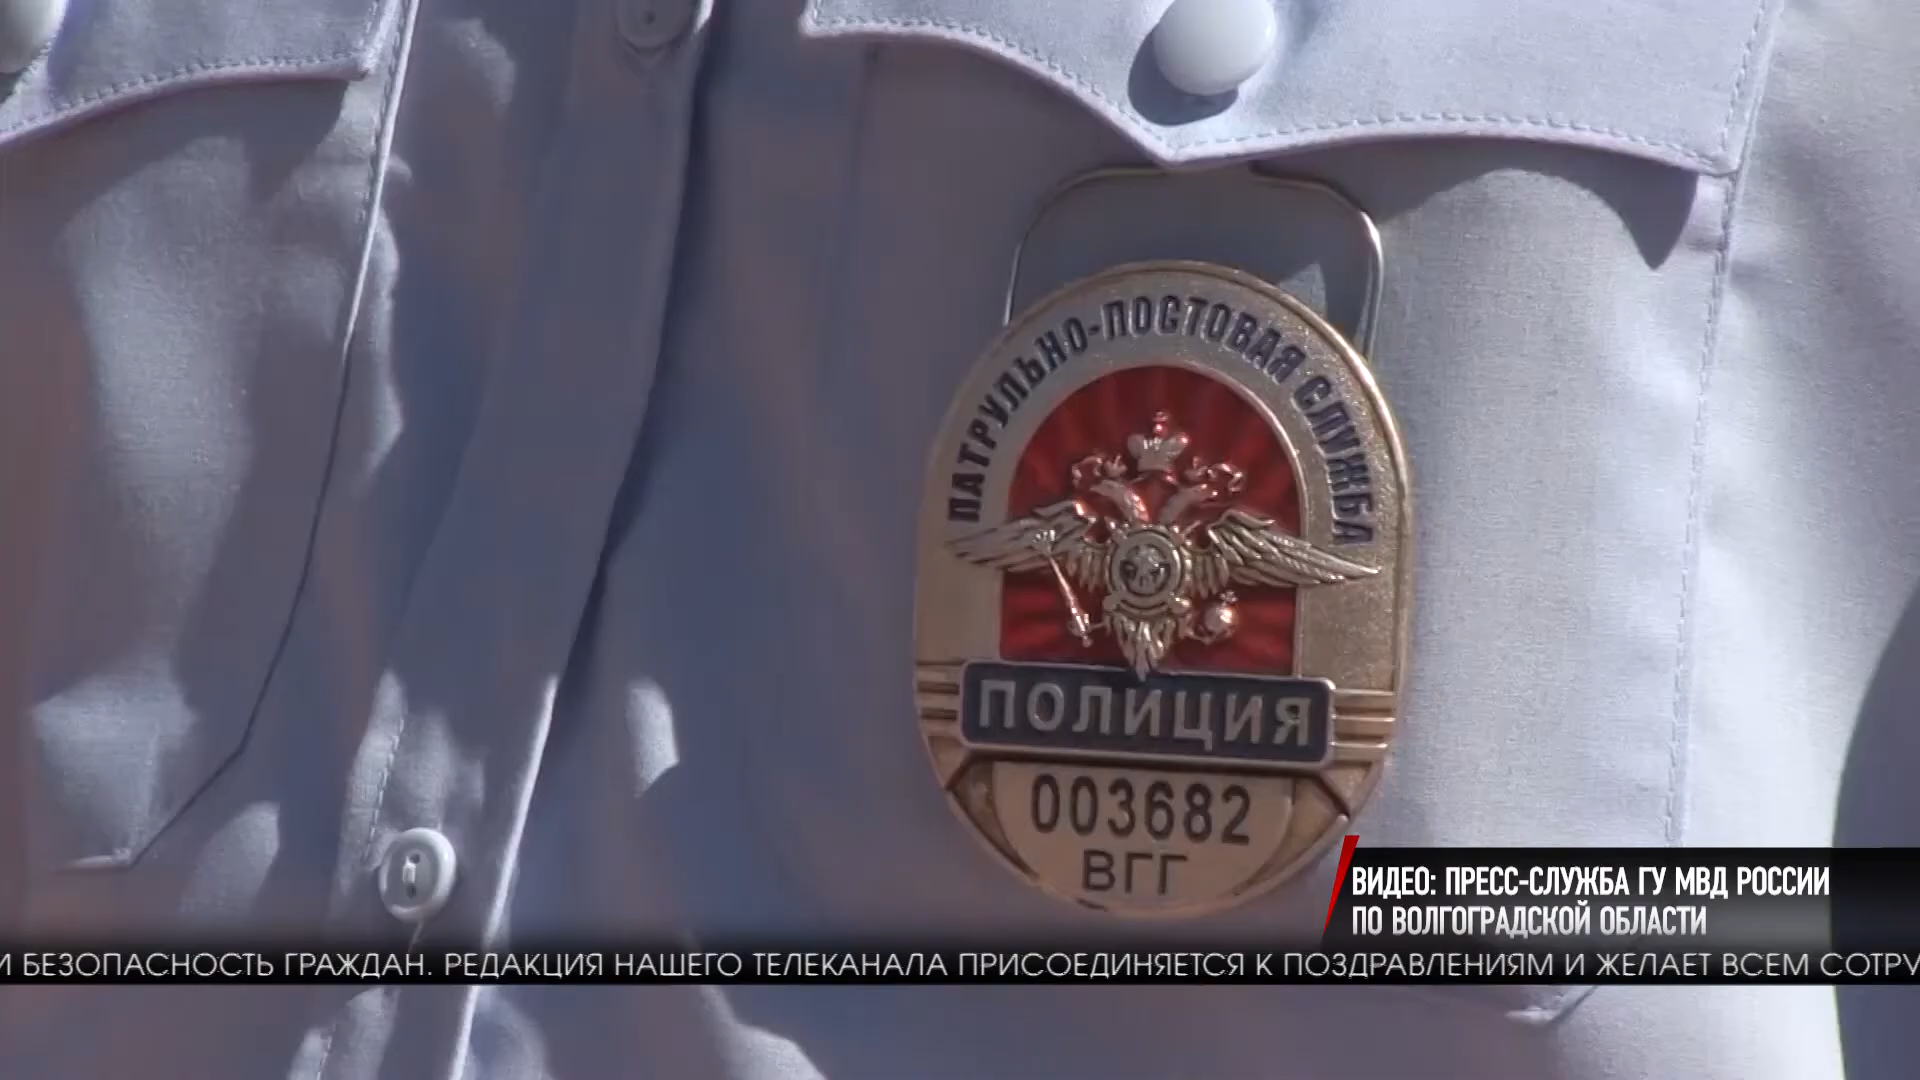 ПАТРУЛЬНО-ПОСТОВАЯ СЛУЖБА
ПОЛИЦИЯ
003682
ВГГ
ВИДЕО: ПРЕСС-СЛУЖБА ГУ МВД РОССИИ
ПО ВОЛГОГРАДСКОЙ ОБЛАСТИ
И БЕЗОПАСНОСТЬ ГРАЖДАН. РЕДАКЦИЯ НАШЕГО ТЕЛЕКАНАЛА ПРИСОЕДИНЯЕТСЯ К ПОЗДРАВЛЕНИЯМ И ЖЕЛАЕТ ВСЕМ СОТРУ